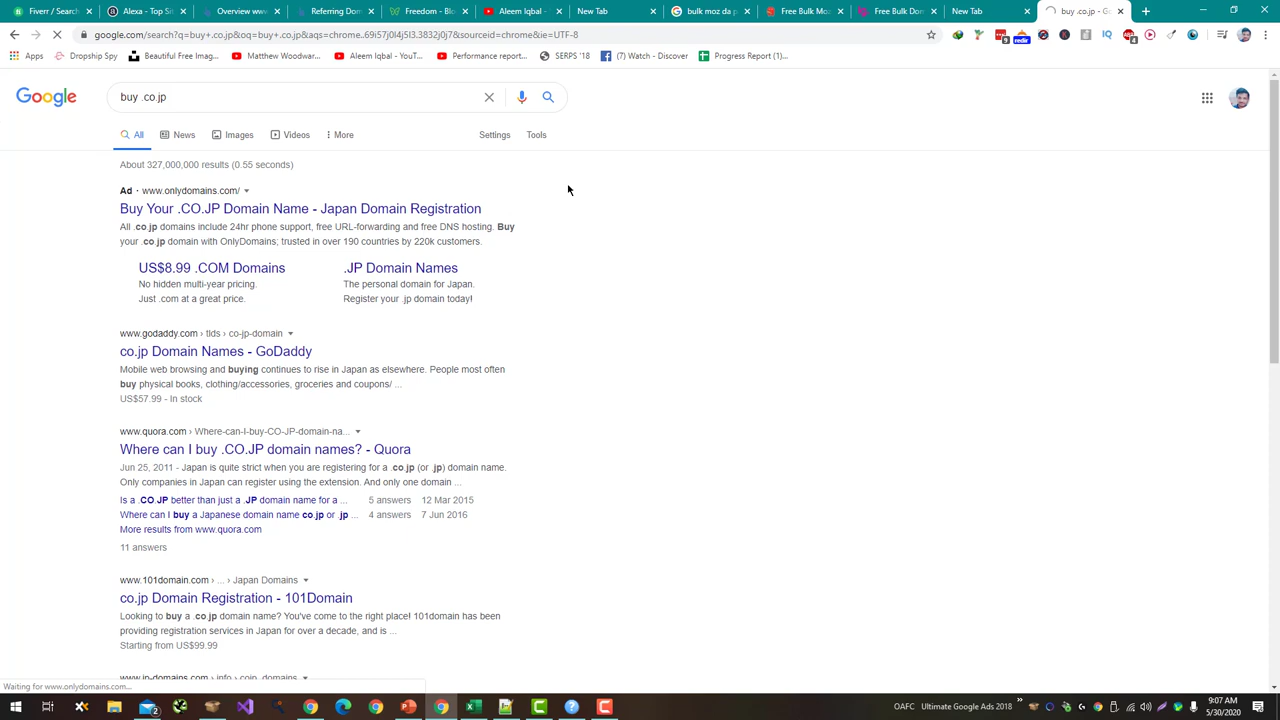 Fiverr / Search
Alexa - Top Sit
Overview www
Referring Dom
Freedom - Blo
Aleem Iqbal -
New Tab
bulk moz da p
Free Bulk Moz
Free Bulk Dom
New Tab
buy .co.jp - Go
google.com/search?q=buy+.co.jp&oq=buy+.co.jp&aqs=chrome..69i57j0l4j5l3.3832j0j7&sourceid=chrome&ie=UTF-8
Apps
Dropship Spy
Beautiful Free Imag...
Matthew Woodwar...
Aleem Iqbal - YouT...
Performance report...
SERPS '18
(7) Watch - Discover
Progress Report (1)...
Google
buy .co.jp
All
News
Images
Videos
More
Settings
Tools
About 327,000,000 results (0.55 seconds)
Ad · www.onlydomains.com/
Buy Your .CO.JP Domain Name - Japan Domain Registration
All .co.jp domains include 24hr phone support, free URL-forwarding and free DNS hosting. Buy
your .co.jp domain with OnlyDomains; trusted in over 190 countries by 220k customers.
US$8.99 .COM Domains
.JP Domain Names
No hidden multi-year pricing.
The personal domain for Japan.
Just .com at a great price.
Register your .jp domain today!
www.godaddy.com › tlds › co-jp-domain
co.jp Domain Names - GoDaddy
Mobile web browsing and buying continues to rise in Japan as elsewhere. People most often
buy physical books, clothing/accessories, groceries and coupons/ ...
US$57.99 - In stock
www.quora.com › Where-can-I-buy-CO-JP-domain-na...
Where can I buy .CO.JP domain names? - Quora
Jun 25, 2011 - Japan is quite strict when you are registering for a .co.jp (or .jp) domain name.
Only companies in Japan can register using the extension. And only one domain ...
Is a .CO.JP better than just a .JP domain name for a ...
5 answers
12 Mar 2015
Where can I buy a Japanese domain name co.jp or .jp ...
4 answers
7 Jun 2016
More results from www.quora.com
11 answers
www.101domain.com › ... › Japan Domains
co.jp Domain Registration - 101Domain
Looking to buy a .co.jp domain name? You've come to the right place! 101domain has been
providing registration services in Japan for over a decade, and is ...
Starting from US$99.99
www.jp-domains.com › info › cojp_domains
Waiting for www.onlydomains.com...
OAFC
Ultimate Google Ads 2018
9:07 AM
5/30/2020